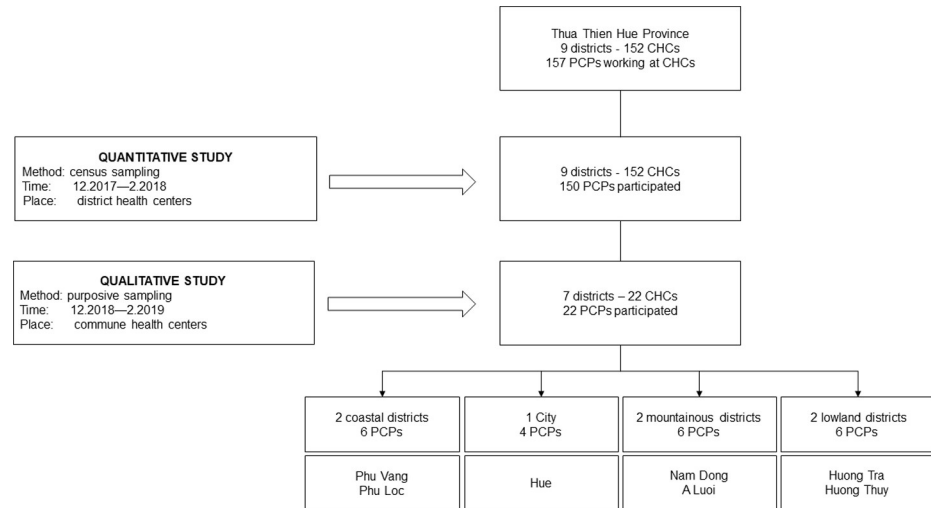 Thua Thien Hue Province
9 districts - 152 CHCs
157 PCPs working at CHCs
QUANTITATIVE STUDY
Method: census sampling
Time: 12.2017—2.2018
Place: district health centers
9 districts - 152 CHCs
150 PCPs participated
QUALITATIVE STUDY
Method: purposive sampling
Time: 12.2018—2.2019
Place: commune health centers
7 districts – 22 CHCs
22 PCPs participated
2 coastal districts
6 PCPs
1 City
4 PCPs
2 mountainous districts
6 PCPs
2 lowland districts
6 PCPs
Phu Vang
Phu Loc
Hue
Nam Dong
A Luoi
Huong Tra
Huong Thuy